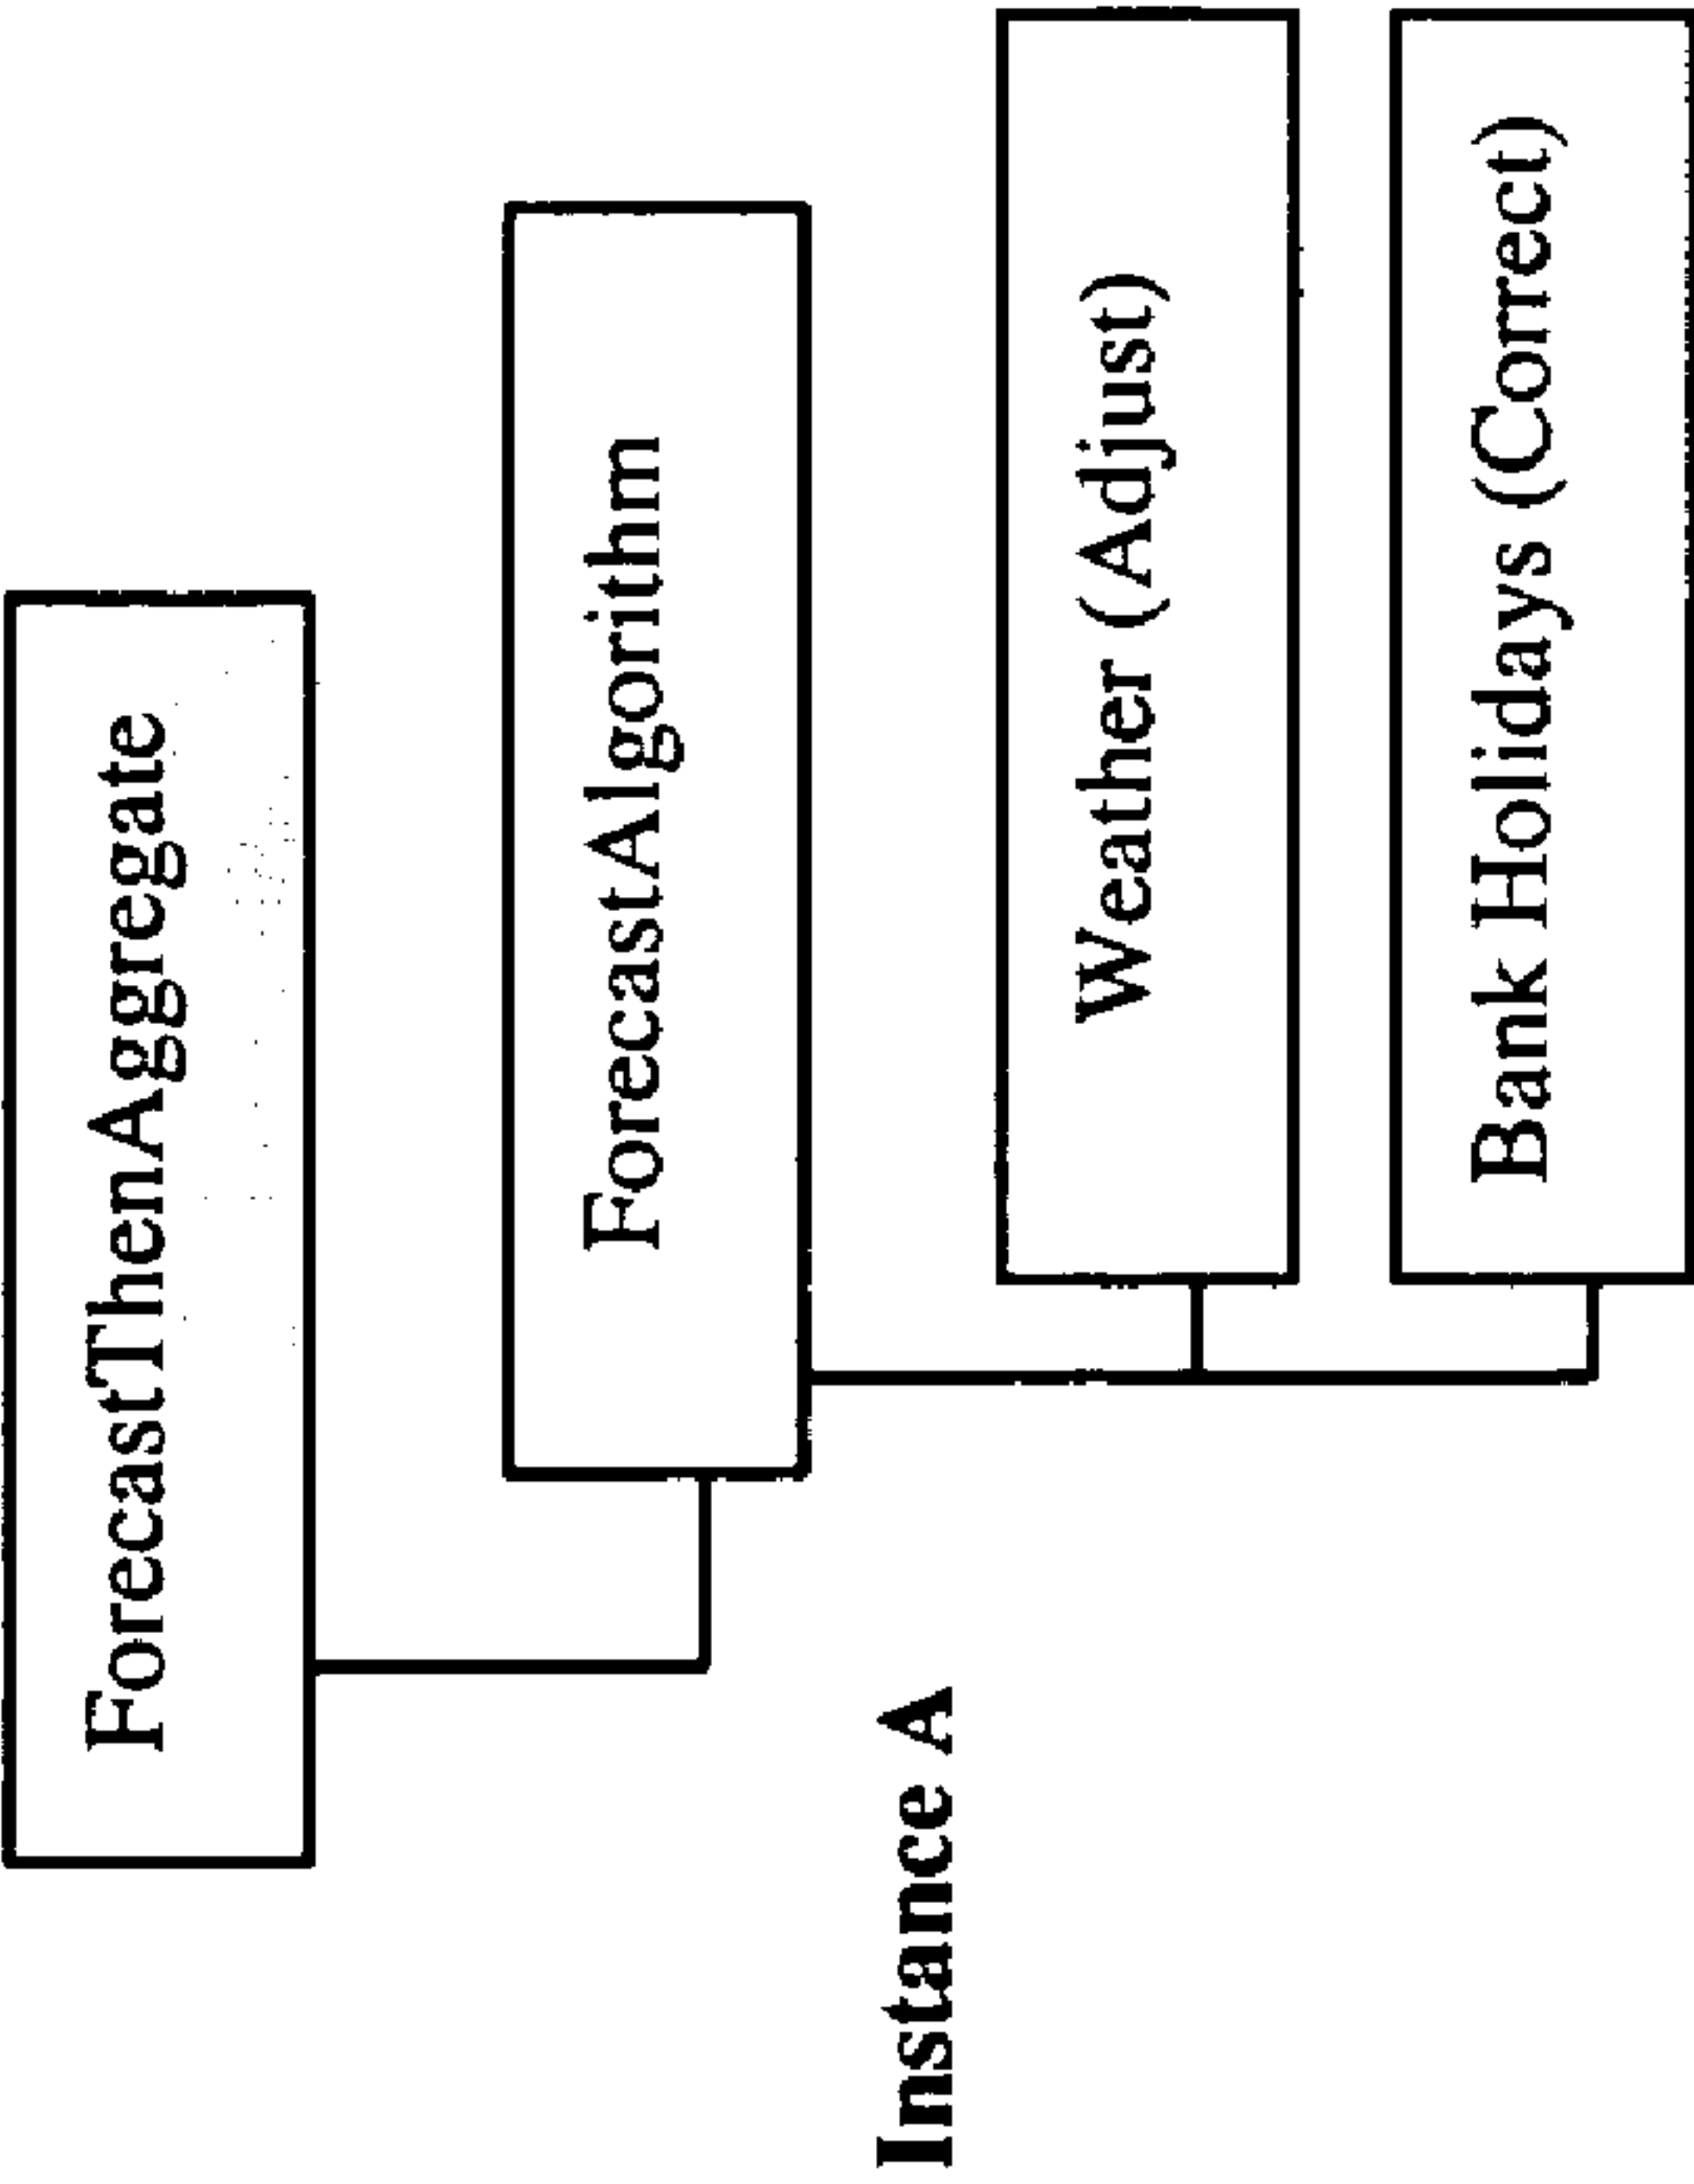 ForecastThenAggregate
ForecastAlgorithm
Instance A
Weather (Adjust)
Bank Holidays (Correct)